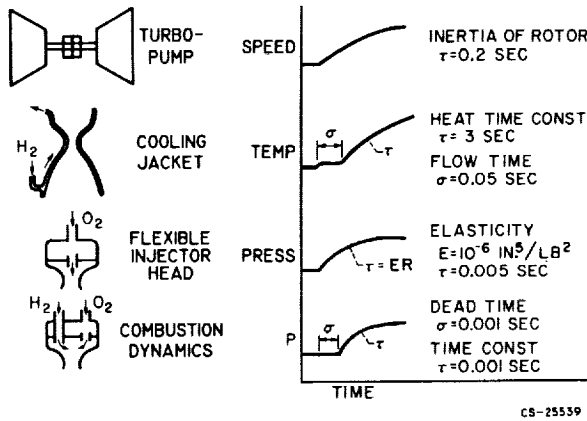 TURBO-
PUMP
SPEED
INERTIA OF ROTOR
τ=0.2 SEC
H₂
COOLING
JACKET
TEMP
σ
τ
HEAT TIME CONST
τ= 3 SEC
FLOW TIME
σ=0.05 SEC
O₂
FLEXIBLE
INJECTOR
HEAD
PRESS
τ=ER
ELASTICITY
E=10⁻⁶ IN⁵/LB²
τ=0.005 SEC
H₂
O₂
COMBUSTION
DYNAMICS
P
σ
τ
DEAD TIME
σ=0.001 SEC
TIME CONST
τ=0.001 SEC
TIME
CS-25539